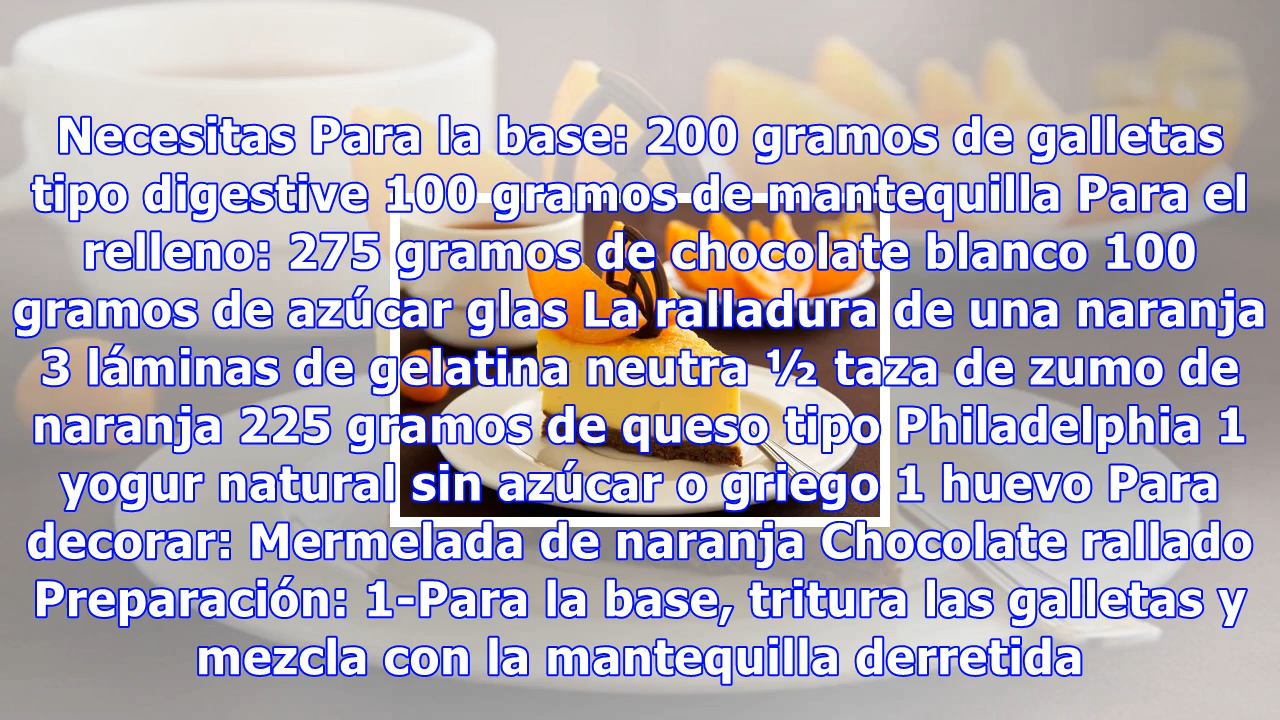 Necesitas Para la base: 200 gramos de galletas
tipo digestive 100 gramos de mantequilla Para el
relleno: 275 gramos de chocolate blanco 100
gramos de azúcar glas La ralladura de una naranja
3 láminas de gelatina neutra ½ taza de zumo de
naranja 225 gramos de queso tipo Philadelphia 1
yogur natural sin azúcar o griego 1 huevo Para
decorar: Mermelada de naranja Chocolate rallado
Preparación: 1-Para la base, tritura las galletas y
mezcla con la mantequilla derretida